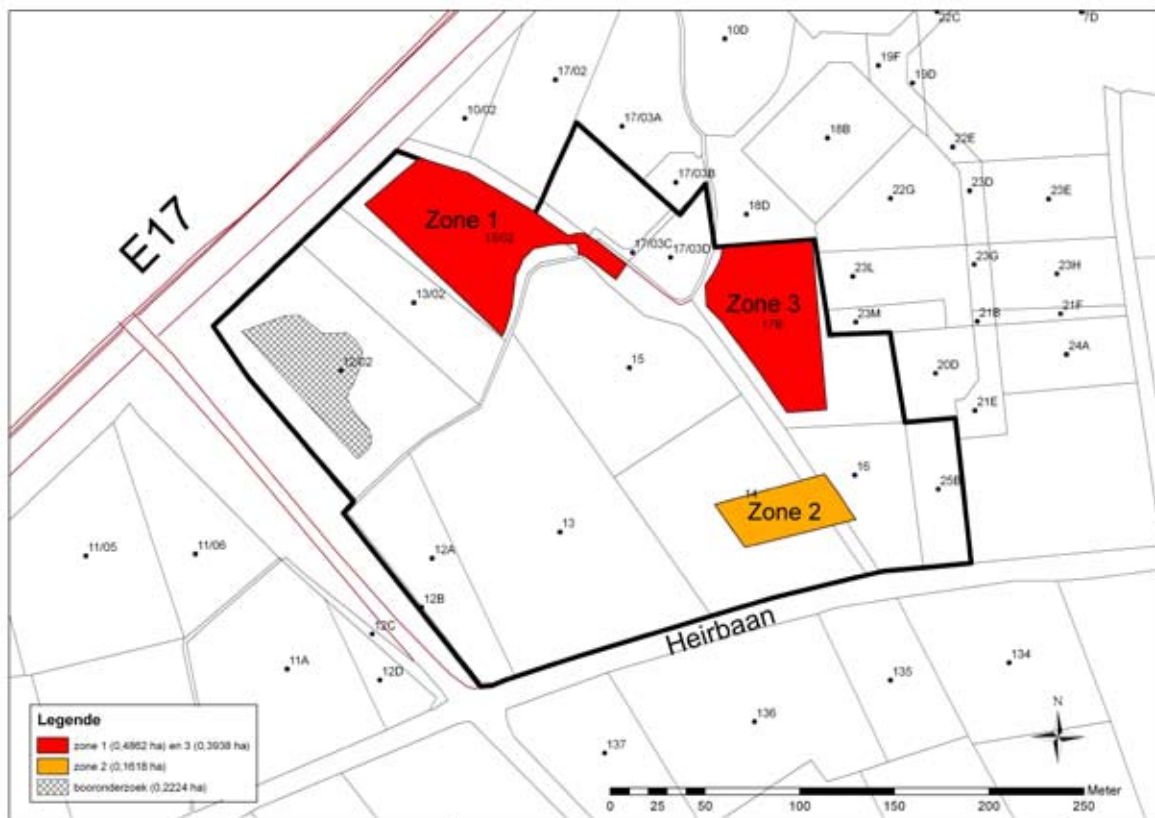 22C
7D
10D
19F
19D
17/02
10/02
17/03A
18B
22E
17/03B
23D
23E
22G
18D
E17
Zone 1
15/02
17/03C
17/03D
23L
23G
23H
13/02
Zone 3
17B
23M
21B
21F
12/02
15
20D
24A
21E
16
25B
14
Zone 2
13
11/05
11/06
12A
12B
Heirbaan
12C
11A
12D
135
134
136
137
N
Legende
zone 1 (0,4862 ha) en 3 (0,3938 ha)
zone 2 (0,1618 ha)
booronderzoek (0.2224 ha)
Meter
0 25 50 100 150 200 250